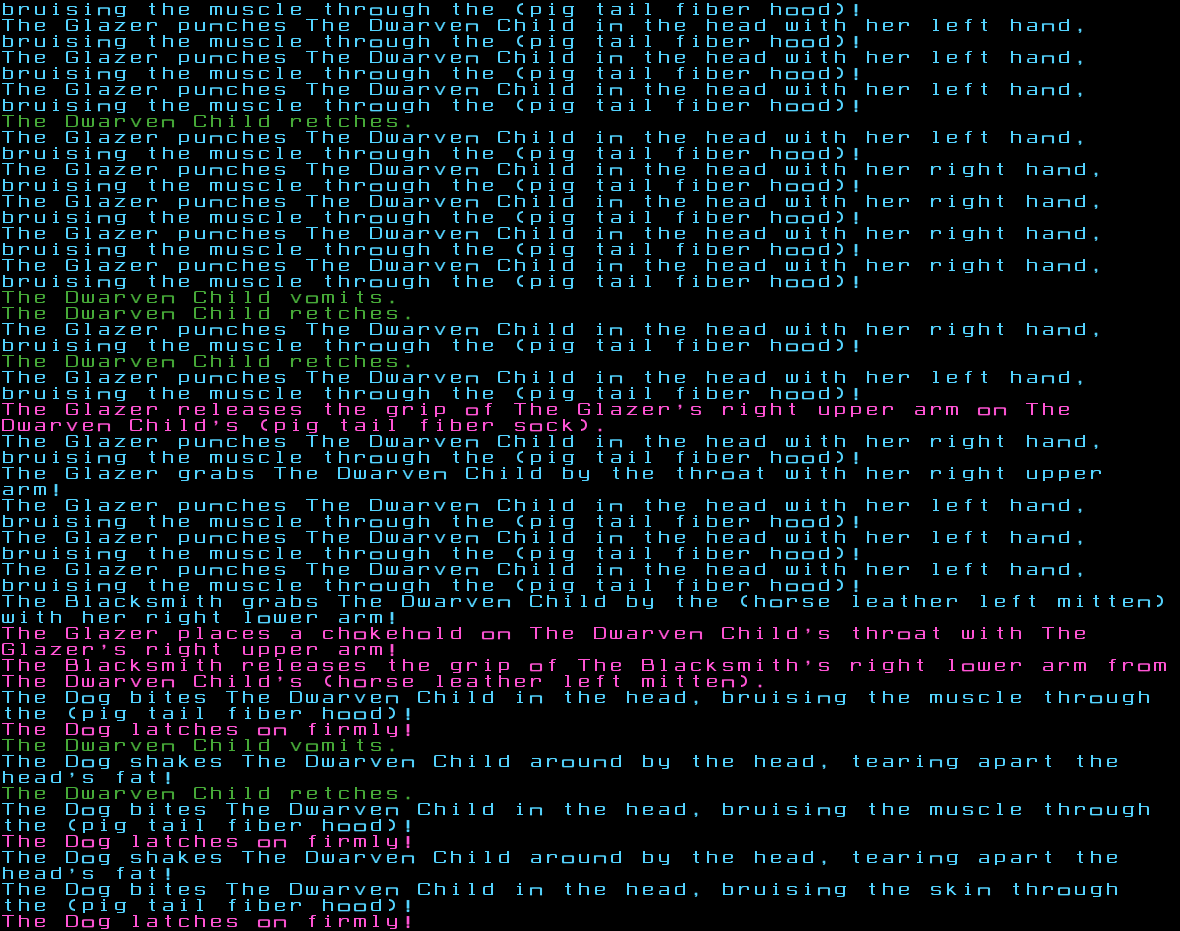 bruising the muscle through the (pig tail fiber hood)!
The Glazer punches The Dwarven Child in the head with her left hand,
bruising the muscle through the (pig tail fiber hood)!
The Glazer punches The Dwarven Child in the head with her left hand,
bruising the muscle through the (pig tail fiber hood)!
The Glazer punches The Dwarven Child in the head with her left hand,
bruising the muscle through the (pig tail fiber hood)!
The Dwarven Child retches.
The Glazer punches The Dwarven Child in the head with her left hand,
bruising the muscle through the (pig tail fiber hood)!
The Glazer punches The Dwarven Child in the head with her right hand,
bruising the muscle through the (pig tail fiber hood)!
The Glazer punches The Dwarven Child in the head with her right hand,
bruising the muscle through the (pig tail fiber hood)!
The Glazer punches The Dwarven Child in the head with her right hand,
bruising the muscle through the (pig tail fiber hood)!
The Glazer punches The Dwarven Child in the head with her right hand,
bruising the muscle through the (pig tail fiber hood)!
The Dwarven Child vomits.
The Dwarven Child retches.
The Glazer punches The Dwarven Child in the head with her right hand,
bruising the muscle through the (pig tail fiber hood)!
The Dwarven Child retches.
The Glazer punches The Dwarven Child in the head with her left hand,
bruising the muscle through the (pig tail fiber hood)!
The Glazer releases the grip of The Glazer's right upper arm on The
Dwarven Child's (pig tail fiber sock).
The Glazer punches The Dwarven Child in the head with her right hand,
bruising the muscle through the (pig tail fiber hood)!
The Glazer grabs The Dwarven Child by the throat with her right upper
arm!
The Glazer punches The Dwarven Child in the head with her left hand,
bruising the muscle through the (pig tail fiber hood)!
The Glazer punches The Dwarven Child in the head with her left hand,
bruising the muscle through the (pig tail fiber hood)!
The Glazer punches The Dwarven Child in the head with her left hand,
bruising the muscle through the (pig tail fiber hood)!
The Blacksmith grabs The Dwarven Child by the (horse leather left mitten)
with her right lower arm!
The Glazer places a chokehold on The Dwarven Child's throat with The
Glazer's right upper arm!
The Blacksmith releases the grip of The Blacksmith's right lower arm from
The Dwarven Child's (horse leather left mitten).
The Dog bites The Dwarven Child in the head, bruising the muscle through
the (pig tail fiber hood)!
The Dog latches on firmly!
The Dwarven Child vomits.
The Dog shakes The Dwarven Child around by the head, tearing apart the
head's fat!
The Dwarven Child retches.
The Dog bites The Dwarven Child in the head, bruising the muscle through
the (pig tail fiber hood)!
The Dog latches on firmly!
The Dog shakes The Dwarven Child around by the head, tearing apart the
head's fat!
The Dog bites The Dwarven Child in the head, bruising the skin through
the (pig tail fiber hood)!
The Dog latches on firmly!